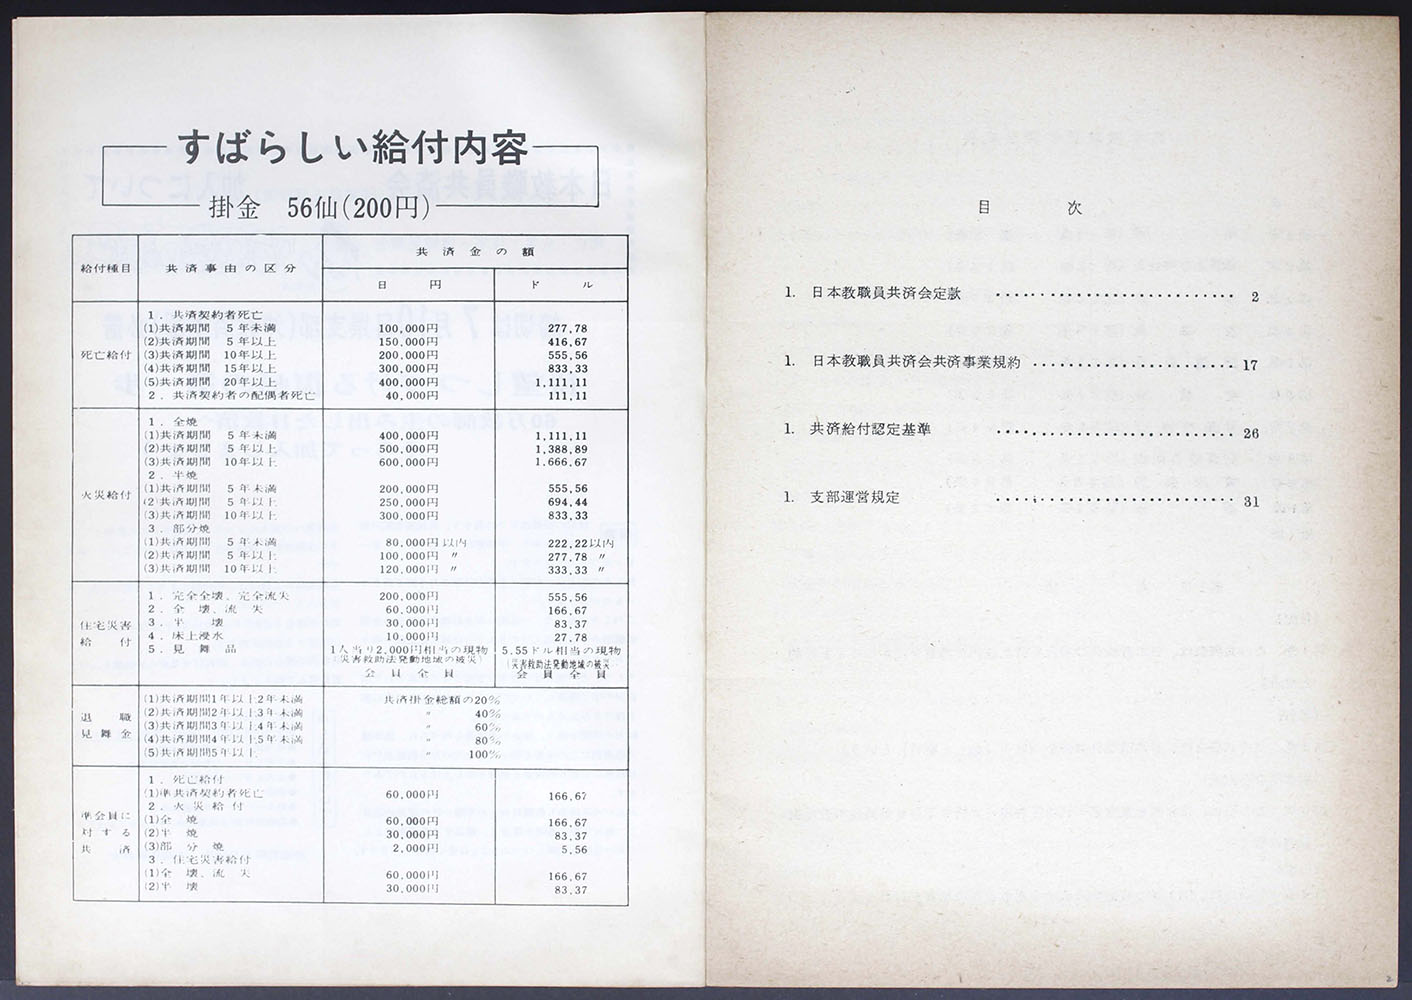 すばらしい給付内容
掛金 56仙(200円)
給付種目 共済事由の区分 共済金の額
日円 ドル
死亡給付
1. 共済契約者死亡
(1)共済期間 5年未満 100,000円 277,78
(2)共済期間 5年以上 150,000円 416,67
(3)共済期間 10年以上 200,000円 555,56
(4)共済期間 15年以上 300,000円 833,33
(5)共済期間 20年以上 400,000円 1,111,11
2. 共済契約者の配偶者死亡 40,000円 111,11
火災給付
1. 全焼
(1)共済期間 5年未満 400,000円 1,111,11
(2)共済期間 5年以上 500,000円 1,388,89
(3)共済期間 10年以上 600,000円 1.666,67
2. 半焼
(1)共済期間 5年未満 200,000円 555,56
(2)共済期間 5年以上 250,000円 694,44
(3)共済期間 10年以上 300,000円 833,33
3. 部分焼
(1)共済期間 5年未満 80,000円以内 222,22以内
(2)共済期間 5年以上 100,000円 〃 277,78 〃
(3)共済期間 10年以上 120,000円 〃 333,33 〃
住宅災害給付
1. 完全全壊、完全流失 200,000円 555,56
2. 全壊、流失 60,000円 166,67
3. 半壊 30,000円 83,37
4. 床上浸水 10,000円 27,78
5. 見舞品 1人当り2,000円相当の現物 5,55ドル相当の現物
(災害救助法発動地域の被災) (災害救助法発動地域の被災
会員全員 会員全員
退職見舞金
(1)共済期間1年以上2年未満 共済掛金総額の20%
(2)共済期間2年以上3年未満 〃 40%
(3)共済期間3年以上4年未満 〃 60%
(4)共済期間4年以上5年未満 〃 80%
(5)共済期間5年以上 〃 100%
準会員に対する共済
1. 死亡給付
(1)準共済契約者死亡 60,000円 166,67
2. 火災給付
(1)全焼 60,000円 166,67
(2)半焼 30,000円 83,37
(3)部分焼 2,000円 5,56
3. 住宅災害給付
(1)全壊、流失 60,000円 166,67
(2)半壊 30,000円 83,37
目次
1. 日本教職員共済会定款 ‥‥‥‥‥‥ 2
1. 日本教職員共済会共済事業規約 ‥‥‥‥‥‥ 17
1. 共済給付認定基準 ‥‥‥‥‥‥ 26
1. 支部運営規定 ‥‥‥‥‥‥ 31